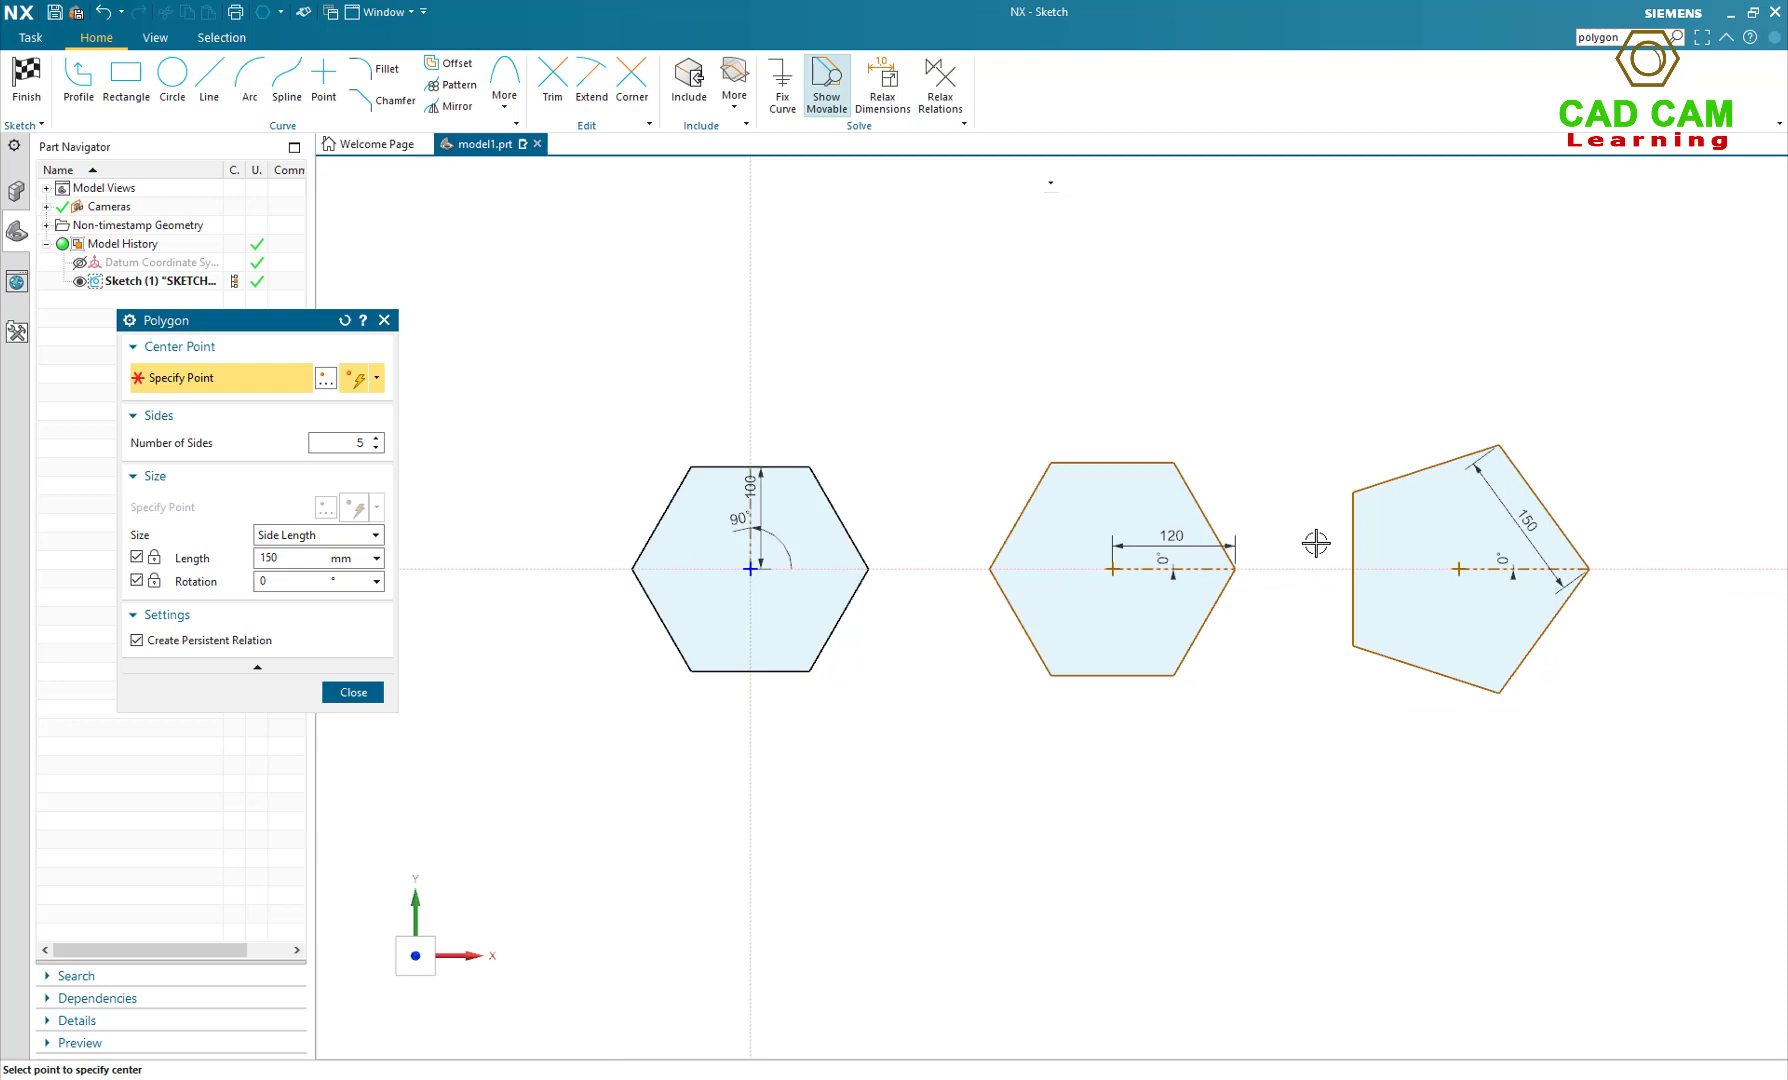 NX
Window
NX - Sketch
SIEMENS
Task
Home
View
Selection
polygon
Finish
Profile
Rectangle
Circle
Line
Arc
Spline
Point
Fillet
Chamfer
Offset
Pattern
Mirror
More
Trim
Extend
Corner
Include
More
Fix
Curve
Show
Movable
Relax
Dimensions
Relax
Relations
Sketch
Curve
Edit
Include
Solve
CAD CAM
Learning
Part Navigator
Welcome Page
model1.prt
Name
C.
U.
Comn
Model Views
Cameras
Non-timestamp Geometry
Model History
Datum Coordinate Sy...
Sketch (1) "SKETCH...
Polygon
Center Point
Specify Point
Sides
Number of Sides
5
Size
Specify Point
Size
Side Length
Length
150
mm
Rotation
0
°
Settings
Create Persistent Relation
Close
100
90°
120
0°
150
0°
Y
X
Search
Dependencies
Details
Preview
Select point to specify center